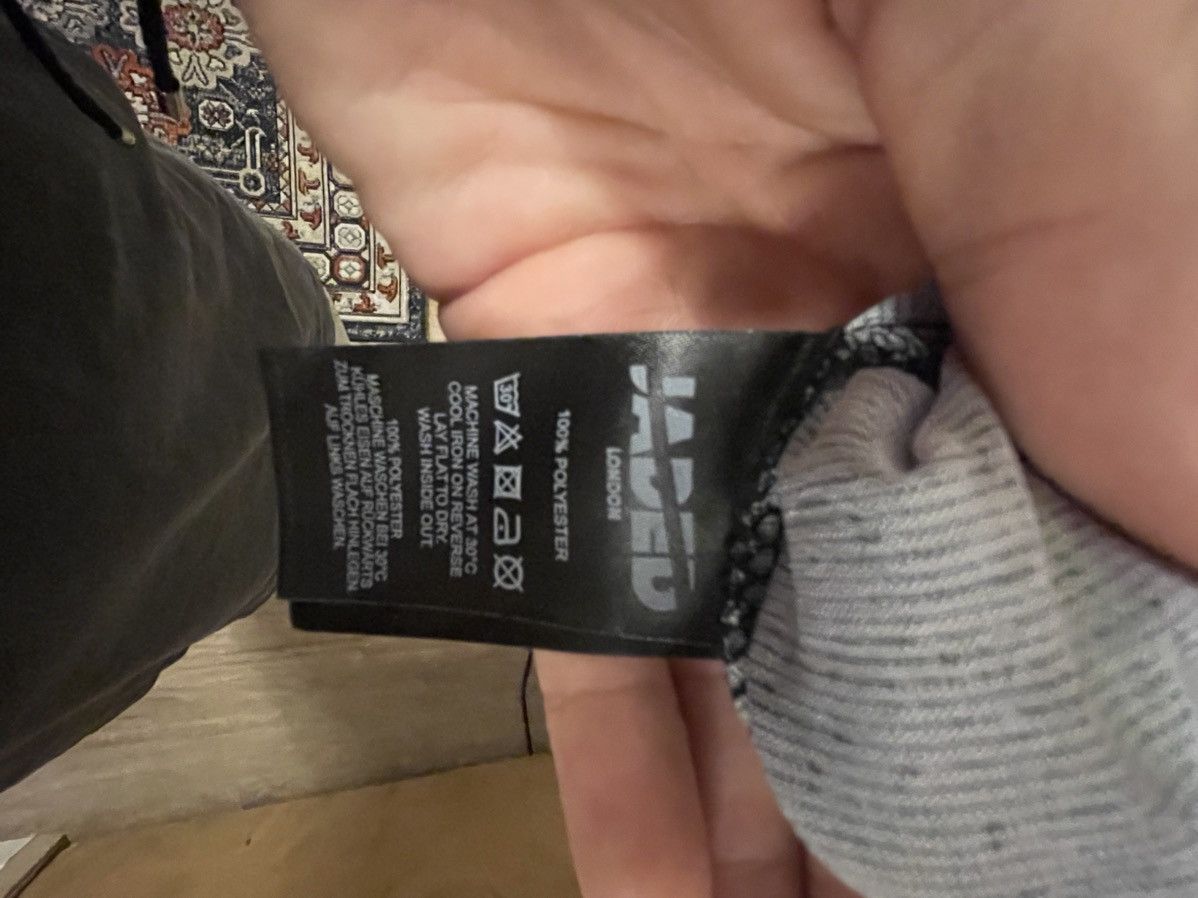 JADED
LONDON
100% POLYESTER
30°
MACHINE WASH AT 30°C
COOL IRON ON REVERSE
LAY FLAT TO DRY.
WASH INSIDE OUT.
100% POLYESTER
MASCHINE WASCHEN BEI 30°C
KÜHLES EISEN AUF RÜCKWÄRTS
ZUM TROCKNEN FLACH HINLEGEN.
AUF LINKS WASCHEN.